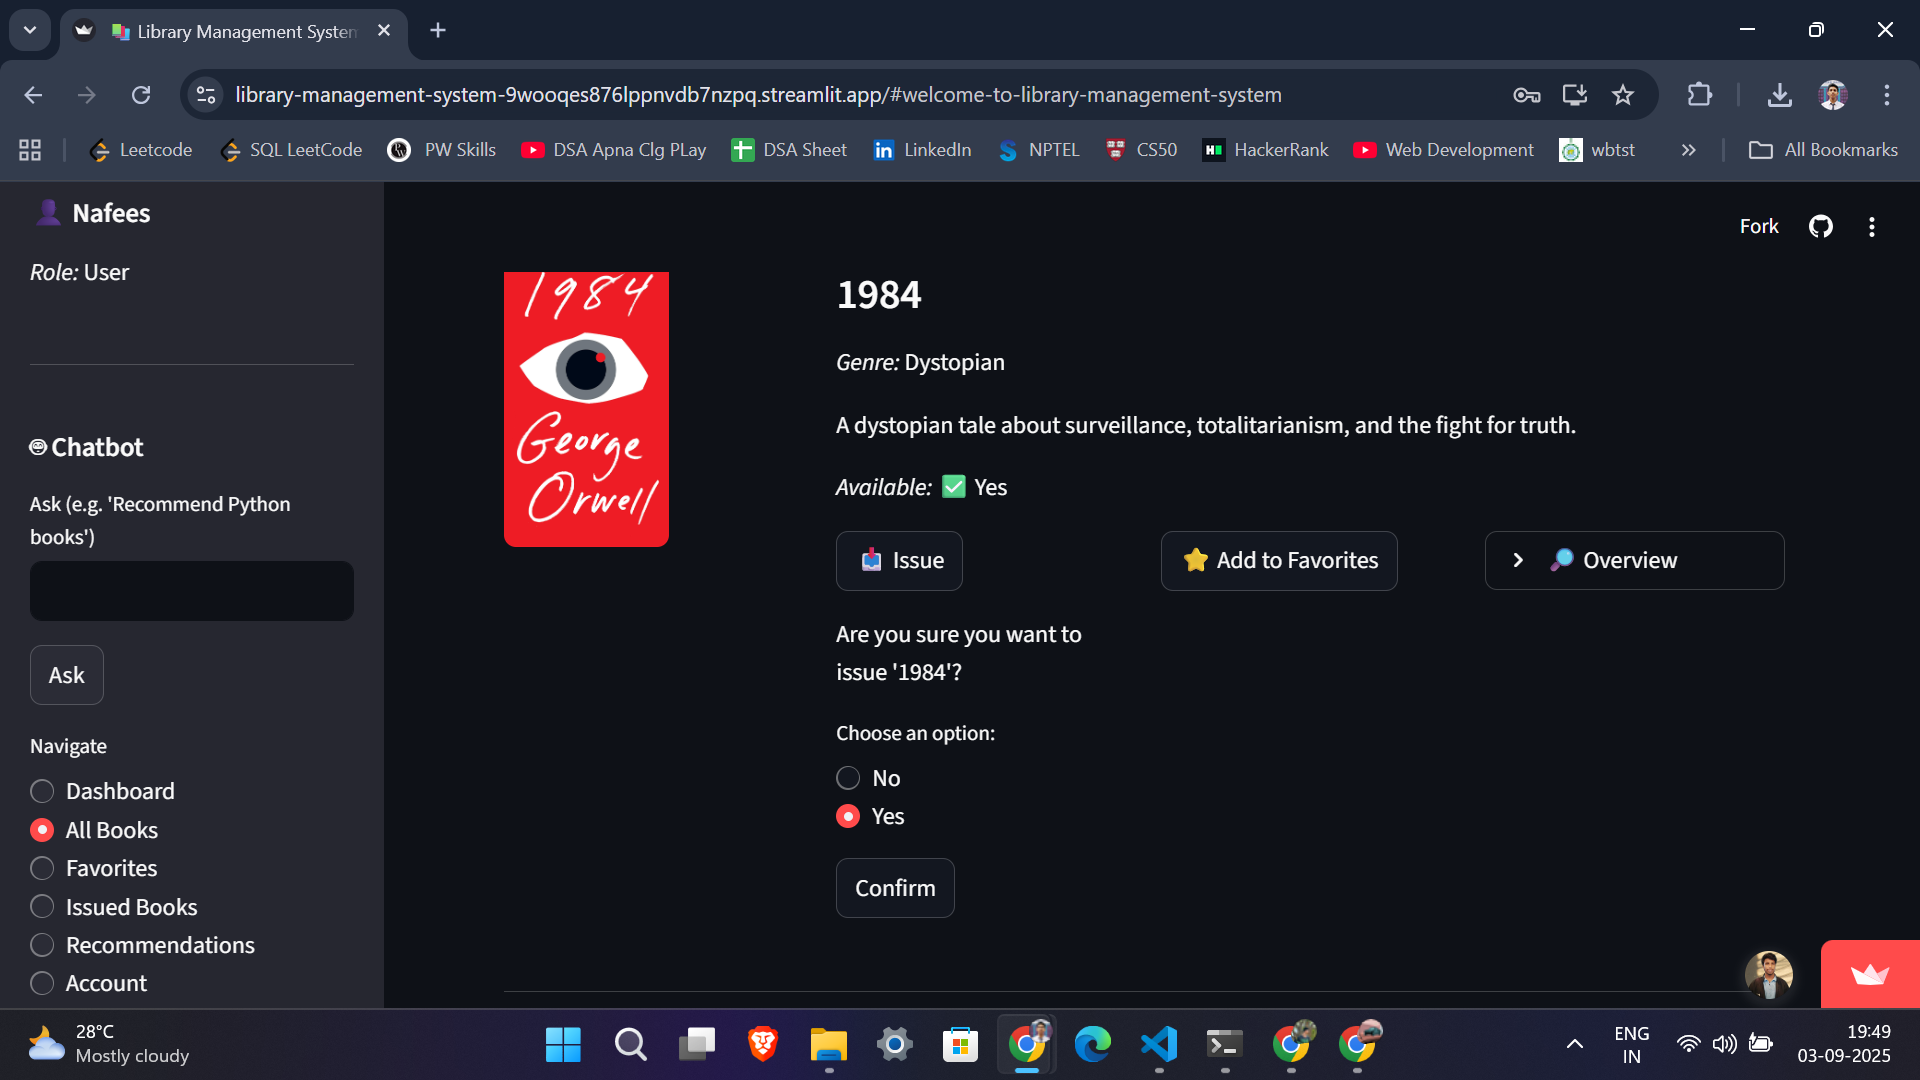 Library Management System
library-management-system-9wooqes876lppnvdb7nzpq.streamlit.app/#welcome-to-library-management-system
Leetcode
SQL LeetCode
PW Skills
DSA Apna Clg PLay
DSA Sheet
LinkedIn
NPTEL
CS50
HackerRank
Web Development
wbtst
All Bookmarks
Nafees
Role: User
Chatbot
Ask (e.g. 'Recommend Python
books')
Ask
Navigate
Dashboard
All Books
Favorites
Issued Books
Recommendations
Account
Fork
1984
George
Orwell
1984
Genre: Dystopian
A dystopian tale about surveillance, totalitarianism, and the fight for truth.
Available: ✅ Yes
Issue
Add to Favorites
Overview
Are you sure you want to
issue '1984'?
Choose an option:
No
Yes
Confirm
28°C
Mostly cloudy
ENG
IN
19:49
03-09-2025